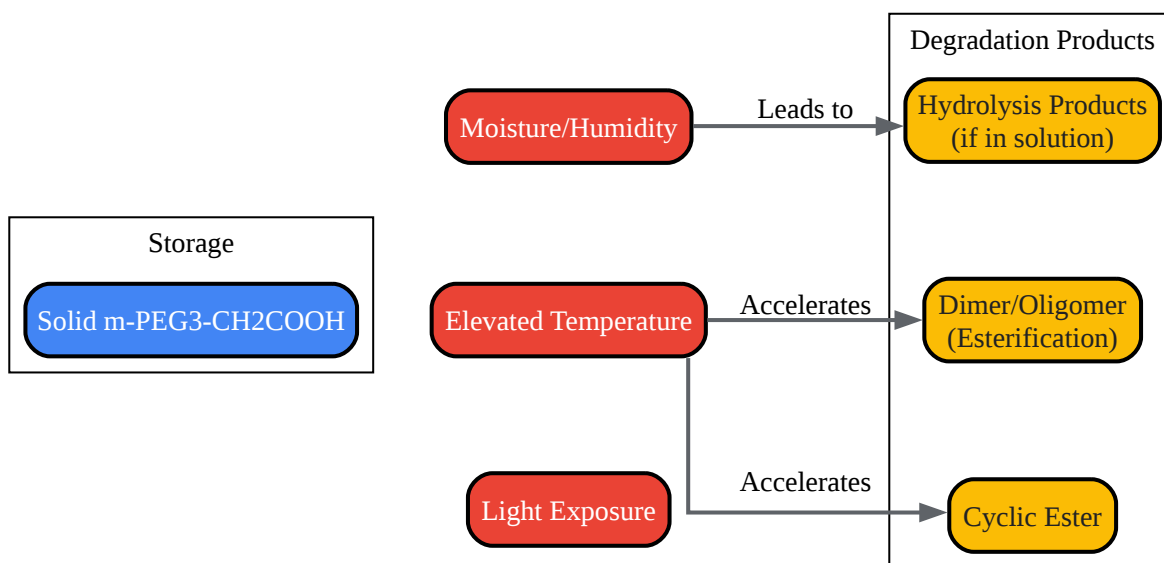 Degradation Products
Moisture/Humidity
Leads to
Hydrolysis Products
(if in solution)
Storage
Solid m-PEG3-CH2COOH
Elevated Temperature
Accelerates
Dimer/Oligomer
(Esterification)
Light Exposure
Accelerates
Cyclic Ester